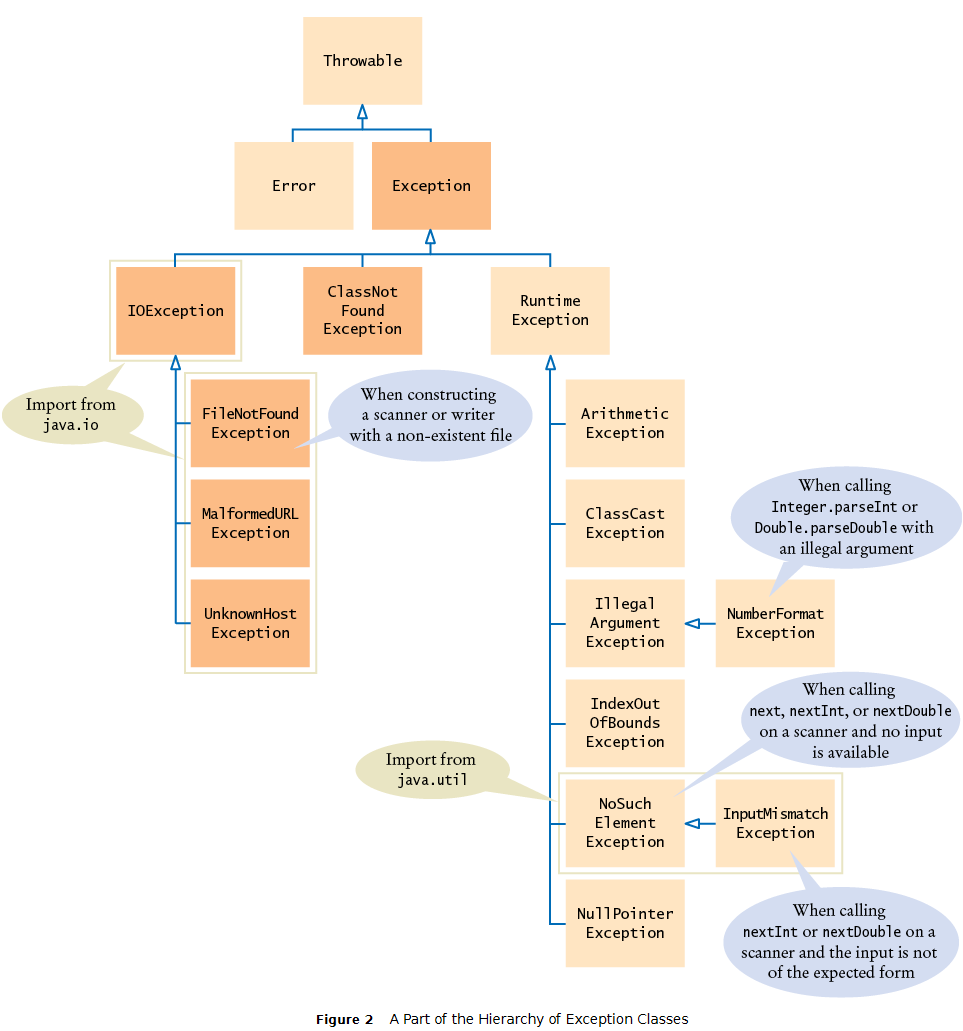 Throwable
Error
Exception
IOException
ClassNot
Found
Exception
Runtime
Exception
Import from
java.io
FileNotFound
Exception
When constructing
a scanner or writer
with a non-existent file
Arithmetic
Exception
MalformedURL
Exception
ClassCast
Exception
When calling
Integer.parseInt or
Double.parseDouble with
an illegal argument
UnknownHost
Exception
Illegal
Argument
Exception
NumberFormat
Exception
IndexOut
OfBounds
Exception
When calling
next, nextInt, or nextDouble
on a scanner and no input
is available
Import from
java.util
NoSuch
Element
Exception
InputMismatch
Exception
NullPointer
Exception
When calling
nextInt or nextDouble on a
scanner and the input is not
of the expected form
Figure 2 A Part of the Hierarchy of Exception Classes